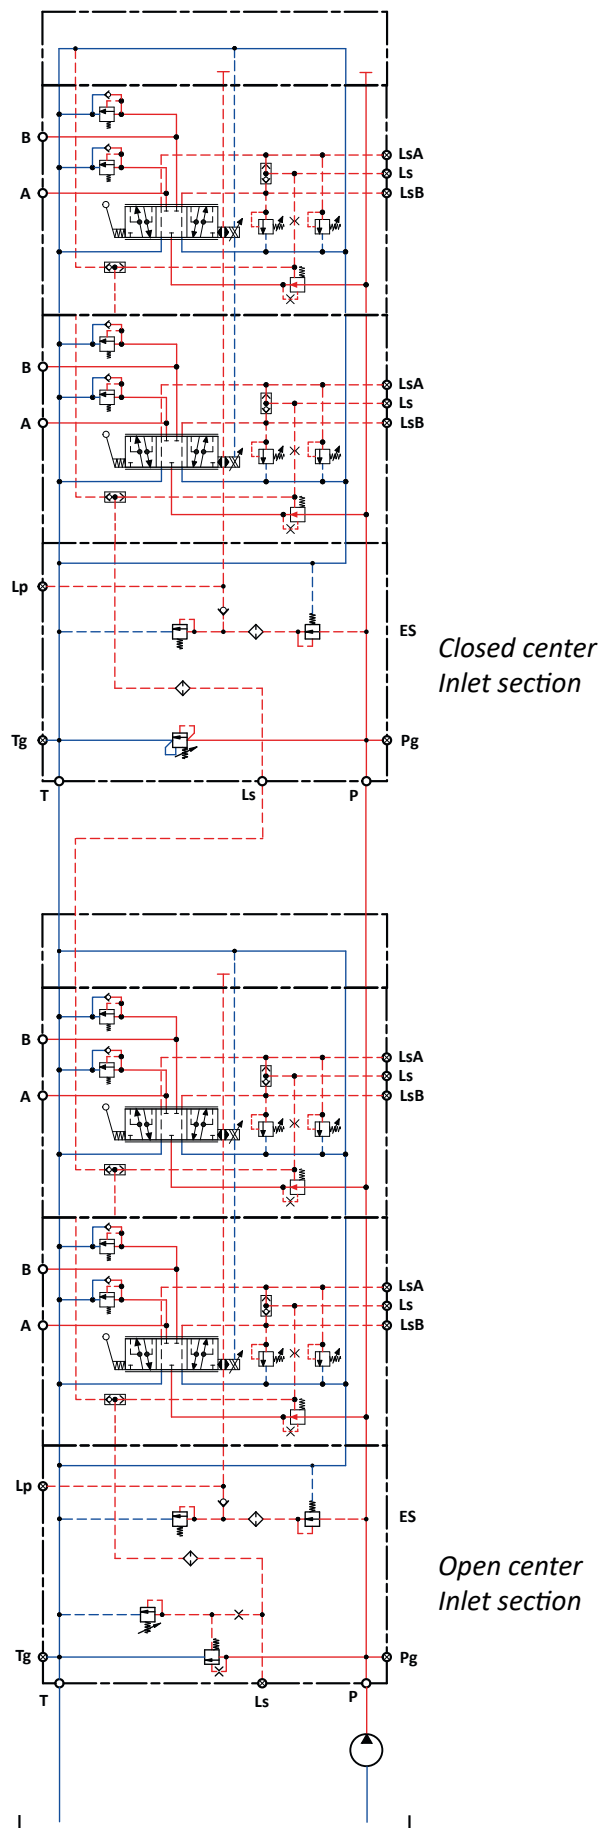 B
LsA
Ls
A
LsB
B
LsA
Ls
A
LsB
Lp
ES
Closed center
Inlet section
Tg
Pg
T
Ls
P
B
LsA
Ls
A
LsB
B
LsA
Ls
A
LsB
Lp
ES
Open center
Inlet section
Tg
Pg
T
Ls
P